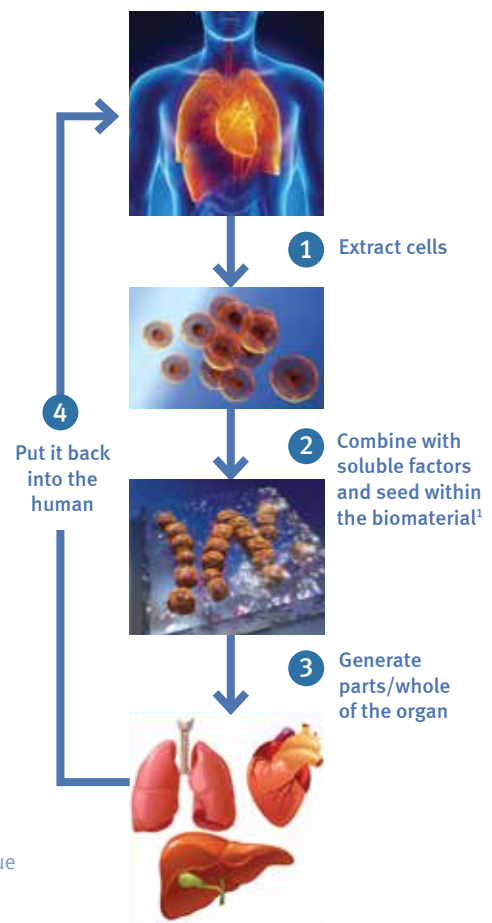 1 Extract cells
4
Put it back
into the
human
2 Combine with
soluble factors
and seed within
the biomaterial¹
3 Generate
parts/whole
of the organ
ue